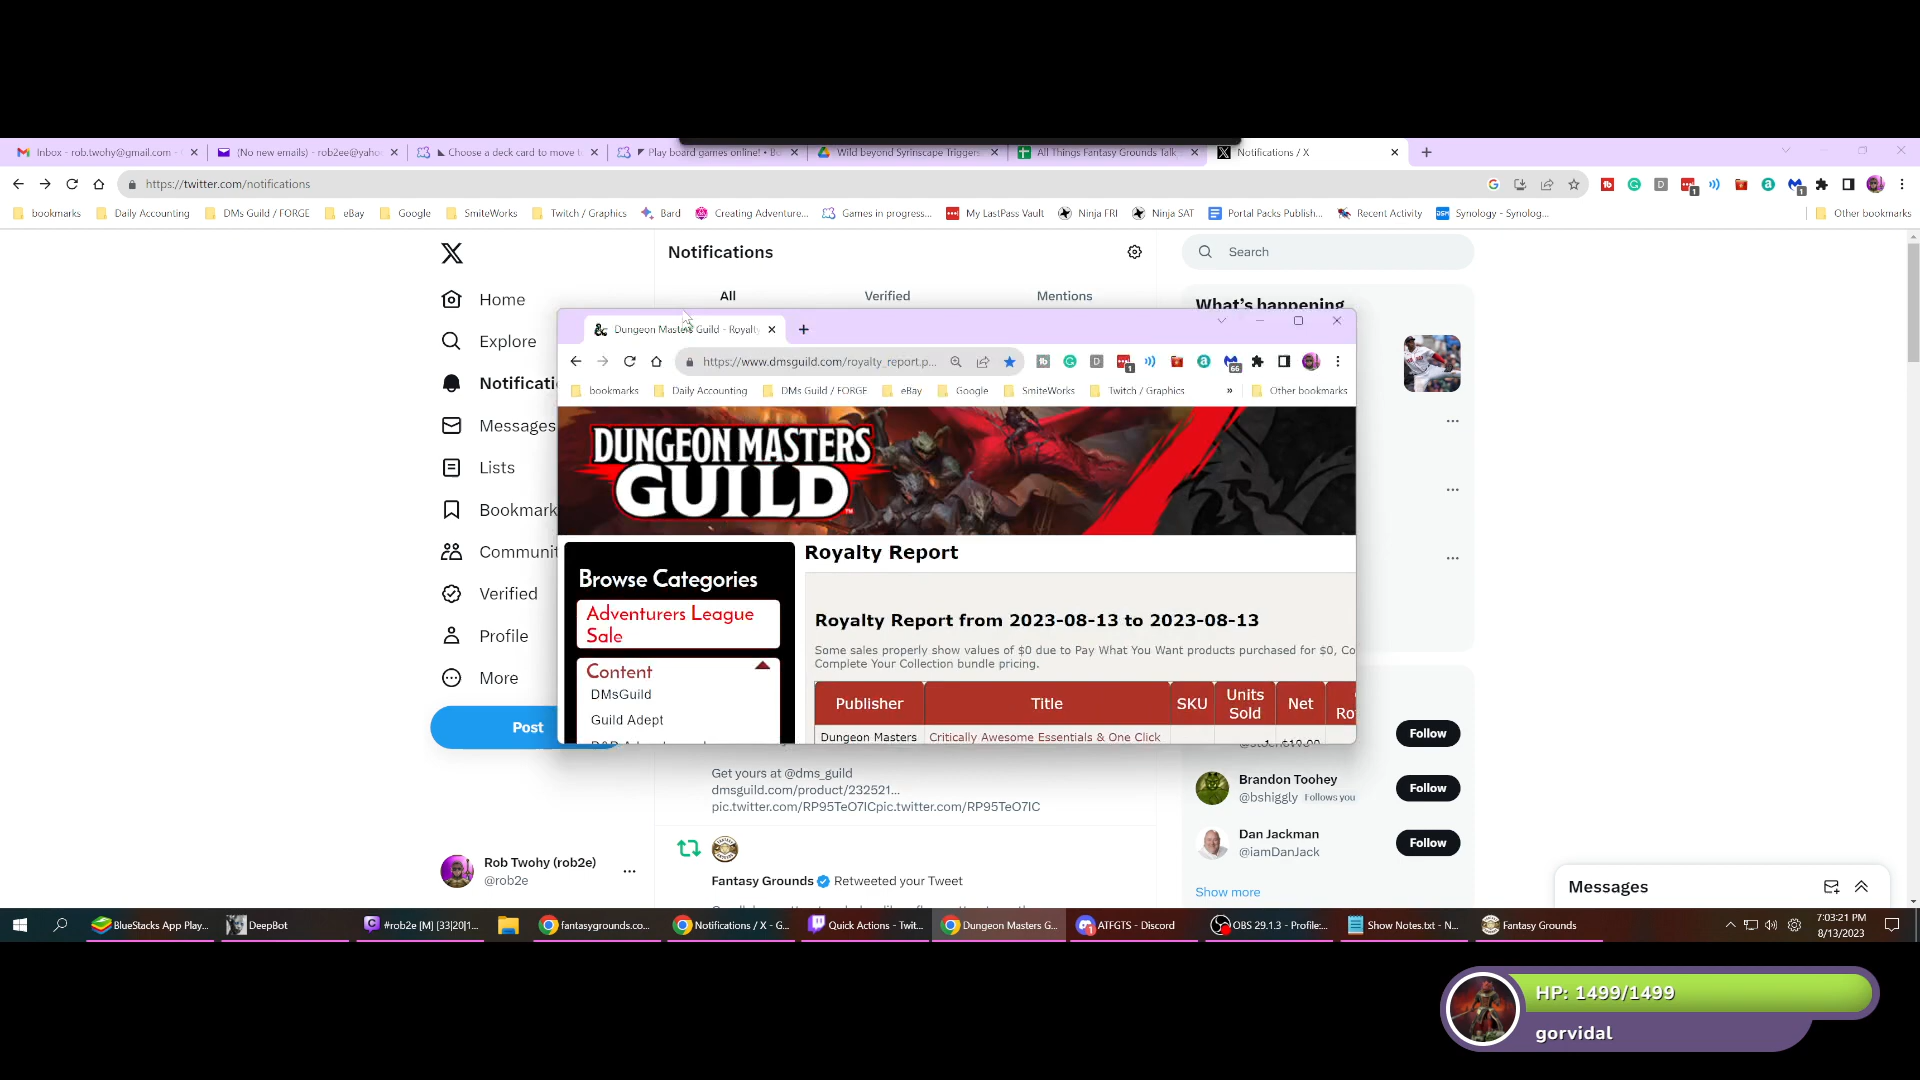 Inbox - rob.twohy@gmail.com -
(No new emails) - rob2ee@yaho
Choose a deck card to move t
Play board games online! • Bo
Wild beyond Syrinscape Triggers
All Things Fantasy Grounds Talk
Notifications / X
https://twitter.com/notifications
bookmarks
Daily Accounting
DMs Guild / FORGE
eBay
Google
SmiteWorks
Twitch / Graphics
Bard
Creating Adventure...
Games in progress...
My LastPass Vault
Ninja FRI
Ninja SAT
Portal Packs Publish...
Recent Activity
Synology - Synolog...
Other bookmarks
Notifications
Search
All
Verified
Mentions
What's happening
Home
Explore
Notificati
Messages
Lists
Bookmark
Communit
Verified
Profile
More
Post
Dungeon Masters Guild - Royalty
https://www.dmsguild.com/royalty_report.p...
1
66
bookmarks
Daily Accounting
DMs Guild / FORGE
eBay
Google
SmiteWorks
Twitch / Graphics
»
Other bookmarks
DUNGEON MASTERS
GUILD
Browse Categories
Adventurers League
Sale
Content
DMsGuild
Guild Adept
Royalty Report
Royalty Report from 2023-08-13 to 2023-08-13
Some sales properly show values of $0 due to Pay What You Want products purchased for $0, Co
Complete Your Collection bundle pricing.
Publisher
Title
SKU
Units
Sold
Net
Ro
Dungeon Masters
Critically Awesome Essentials & One Click
Get yours at @dms_guild
dmsguild.com/product/232521...
pic.twitter.com/RP95TeO7ICpic.twitter.com/RP95TeO7IC
Fantasy Grounds Retweeted your Tweet
Follow
Brandon Toohey
@bshiggly Follows you
Follow
Dan Jackman
@iamDanJack
Follow
Show more
Rob Twohy (rob2e)
@rob2e
Messages
BlueStacks App Play...
DeepBot
#rob2e [M] [33|20|1...
fantasygrounds.co...
Notifications / X - G...
Quick Actions - Twit...
Dungeon Masters G...
ATFGTS - Discord
OBS 29.1.3 - Profile:...
Show Notes.txt - N...
Fantasy Grounds
7:03:21 PM
8/13/2023
HP: 1499/1499
gorvidal